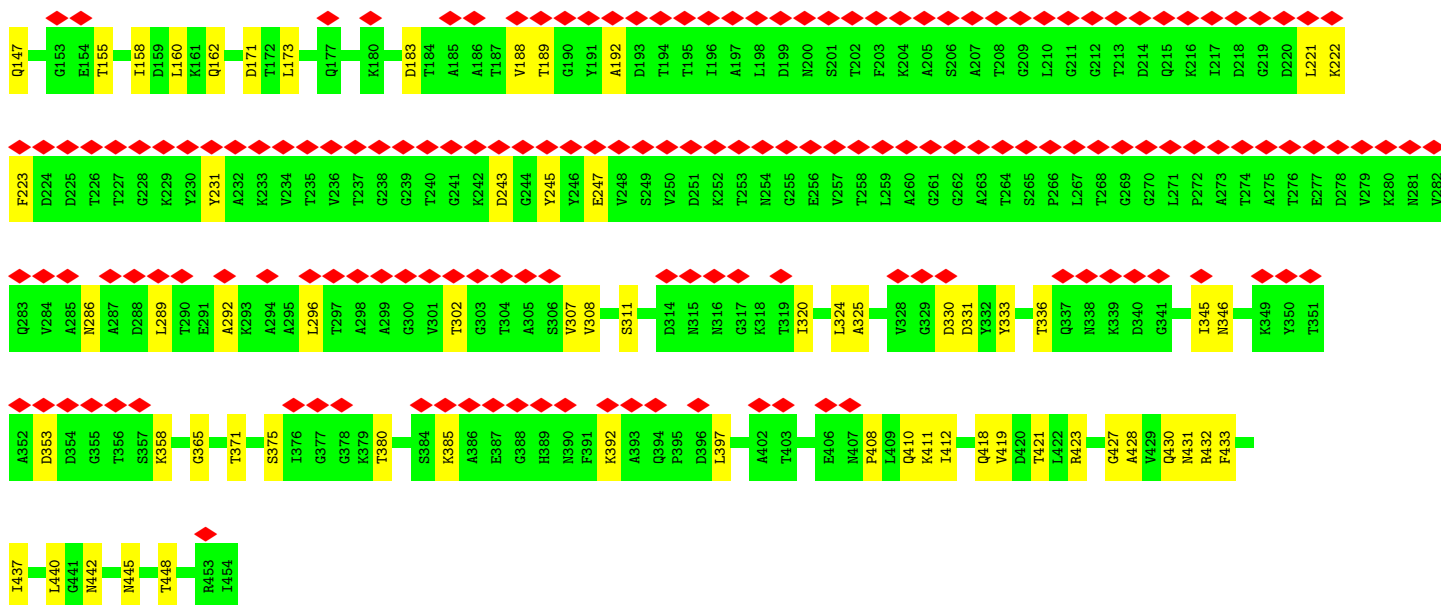 Q147 G153 E154 T155 I158 D159 L160 K161 Q162 D171 T172 L173 Q177 K180 D183 T184 A185 A186 T187 V188 T189 G190 Y191 A192 D193 T194 T195 I196 A197 L198 D199 N200 S201 T202 F203 K204 A205 S206 A207 T208 G209 L210 G211 G212 T213 D214 Q215 K216 I217 D218 G219 D220 L221 K222
F223 D224 D225 T226 T227 G228 K229 Y230 Y231 A232 K233 V234 T235 V236 T237 G238 G239 T240 G241 K242 D243 G244 Y245 Y246 E247 V248 S249 V250 D251 K252 T253 N254 G255 E256 V257 T258 L259 A260 G261 G262 A263 T264 S265 P266 L267 T268 G269 G270 L271 P272 A273 T274 A275 T276 E277 D278 V279 K280 N281 V282
Q283 V284 A285 N286 A287 D288 L289 T290 E291 A292 K293 A294 A295 L296 T297 A298 A299 G300 V301 T302 G303 T304 A305 S306 V307 V308 S311 D314 N315 N316 G317 K318 T319 I320 L324 A325 V328 G329 D330 D331 Y332 Y333 T336 Q337 N338 K339 D340 G341 I345 N346 K349 Y350 T351
A352 D353 D354 G355 T356 S357 K358 G365 T371 S375 I376 G377 G378 K379 T380 S384 K385 A386 E387 G388 H389 N390 F391 K392 A393 Q394 P395 D396 L397 A402 T403 E406 N407 P408 L409 Q410 K411 I412 Q418 V419 D420 T421 L422 R423 G427 A428 V429 Q430 N431 R432 F433
I437 L440 G441 N442 N445 T448 R453 I454